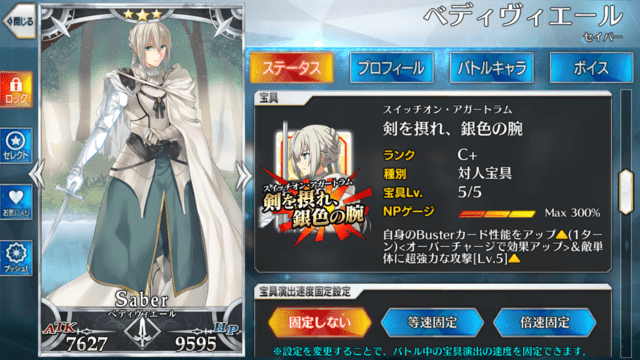 閉じる
ロック
セレクト
お気に入り
プッシュ!
Saber
ベディヴィエール
ATK
HP
7627
9595
ベディヴィエール
セイバー
ステータス
プロフィール
バトルキャラ
ボイス
宝具
スイッチオン・アガートラム
剣を摂れ、
銀色の腕
スイッチオン・アガートラム
剣を摂れ、銀色の腕
ランク C+
種別 対人宝具
宝具Lv. 5/5
NPゲージ Max 300%
自身のBusterカード性能をアップ▲(1ター
ン)<オーバーチャージで効果アップ>&敵単
体に超強力な攻撃[Lv.5]▲
宝具演出速度固定設定
固定しない
等速固定
倍速固定
※設定を変更することで、バトル中の宝具演出の速度を固定できます。